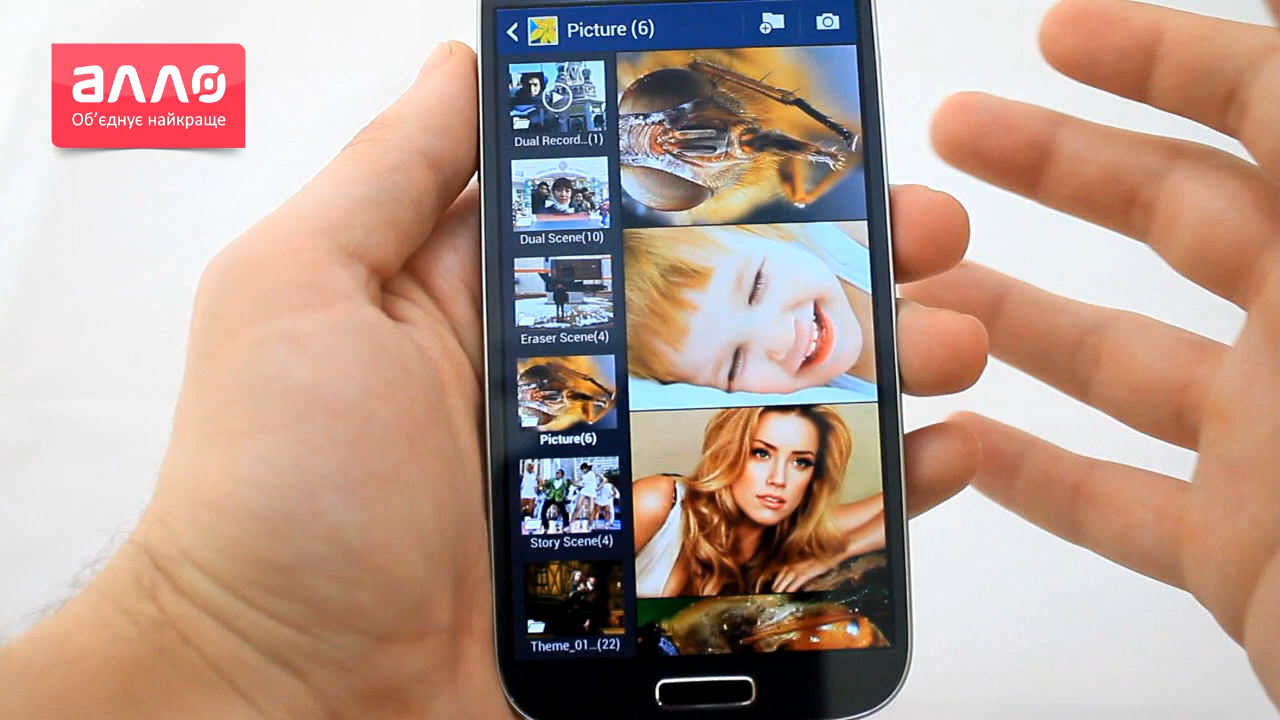 алло
Об'єднує найкраще
Picture (6)
Dual Record...(1)
Dual Scene(10)
Eraser Scene(4)
Picture(6)
Story Scene(4)
Theme_01...(22)